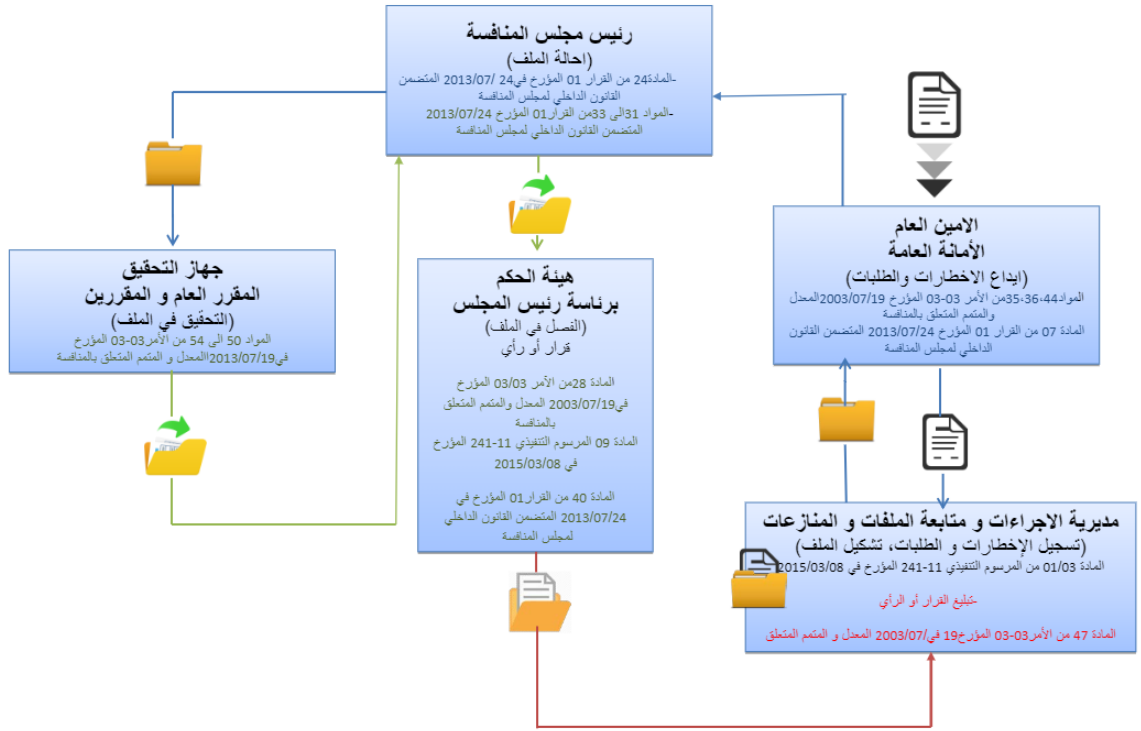 رئيس مجلس المنافسة
(احالة الملف)
-المادة24 من القرار 01 المؤرخ في24 /2013/07 المتضمن
القانون الداخلي لمجلس المنافسة
-المواد 31الى 33من القرار01 المؤرخ 2013/07/24
المتضمن القانون الداخلي لمجلس المنافسة
الامين العام
الأمانة العامة
(ايداع الاخطارات والطلبات)
المواد44-36-35من الأمر 03-03 المؤرخ 2003/07/19المعدل
والمتمم المتعلق بالمنافسة
المادة 07 من القرار 01 المؤرخ 2013/07/24 المتضمن القانون
الداخلي لمجلس المنافسة
جهاز التحقيق
المقرر العام و المقررين
(التحقيق في الملف)
المواد 50 الى 54 من الأمر03-03 المؤرخ
في2013/07/19المعدل و المتمم المتعلق بالمنافسة
هيئة الحكم
برئاسة رئيس المجلس
(الفصل في الملف)
قرار أو رأي
المادة 28من الآمر 03/03 المؤرخ
في2003/07/19 المعدل والمتمم المتعلق
بالمنافسة
المادة 09 المرسوم التنفيذي 11-241 المؤرخ
في 2015/03/08
المادة 40 من القرار01 المؤرخ في
2013/07/24 المتضمن القانون الداخلي
لمجلس المنافسة
مديرية الاجراءات و متابعة الملفات و المنازعات
(تسجيل الإخطارات و الطلبات، تشكيل الملف)
المادة 01/03 من المرسوم التنفيذي 11-241 المؤرخ في 2015/03/08
-تبليغ القرار أو الرأي
المادة 47 من الأمر03-03 المؤرخ19 في/2003/07 المعدل و المتمم المتعلق